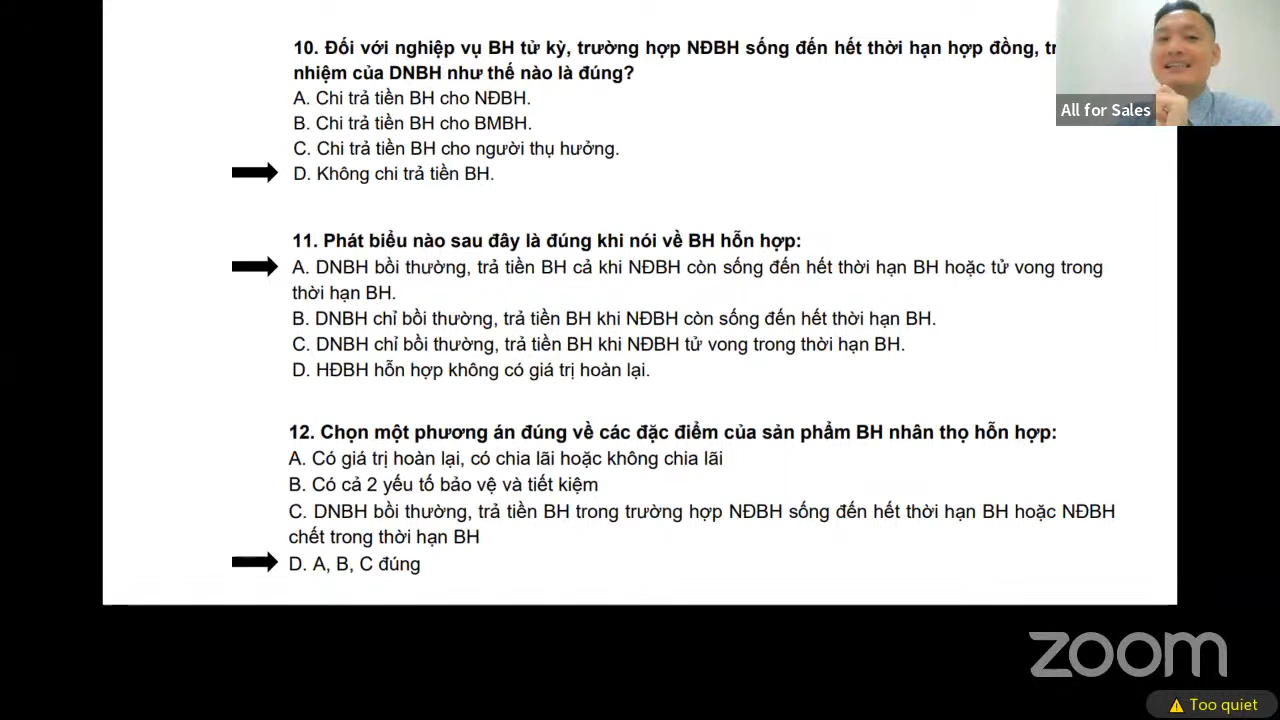 10. Đối với nghiệp vụ BH tử kỳ, trường hợp NĐBH sống đến hết thời hạn hợp đồng,
nhiệm của DNBH như thế nào là đúng?
A. Chi trả tiền BH cho NĐBH.
B. Chi trả tiền BH cho BMBH.
C. Chi trả tiền BH cho người thụ hưởng.
D. Không chi trả tiền BH.
All for Sales
11. Phát biểu nào sau đây là đúng khi nói về BH hỗn hợp:
A. DNBH bồi thường, trả tiền BH cả khi NĐBH còn sống đến hết thời hạn BH hoặc tử vong trong
thời hạn BH.
B. DNBH chỉ bồi thường, trả tiền BH khi NĐBH còn sống đến hết thời hạn BH.
C. DNBH chỉ bồi thường, trả tiền BH khi NĐBH tử vong trong thời hạn BH.
D. HĐBH hỗn hợp không có giá trị hoàn lại.
12. Chọn một phương án đúng về các đặc điểm của sản phẩm BH nhân thọ hỗn hợp:
A. Có giá trị hoàn lại, có chia lãi hoặc không chia lãi
B. Có cả 2 yếu tố bảo vệ và tiết kiệm
C. DNBH bồi thường, trả tiền BH trong trường hợp NĐBH sống đến hết thời hạn BH hoặc NĐBH
chết trong thời hạn BH
D. A, B, C đúng
zoom
Too quiet